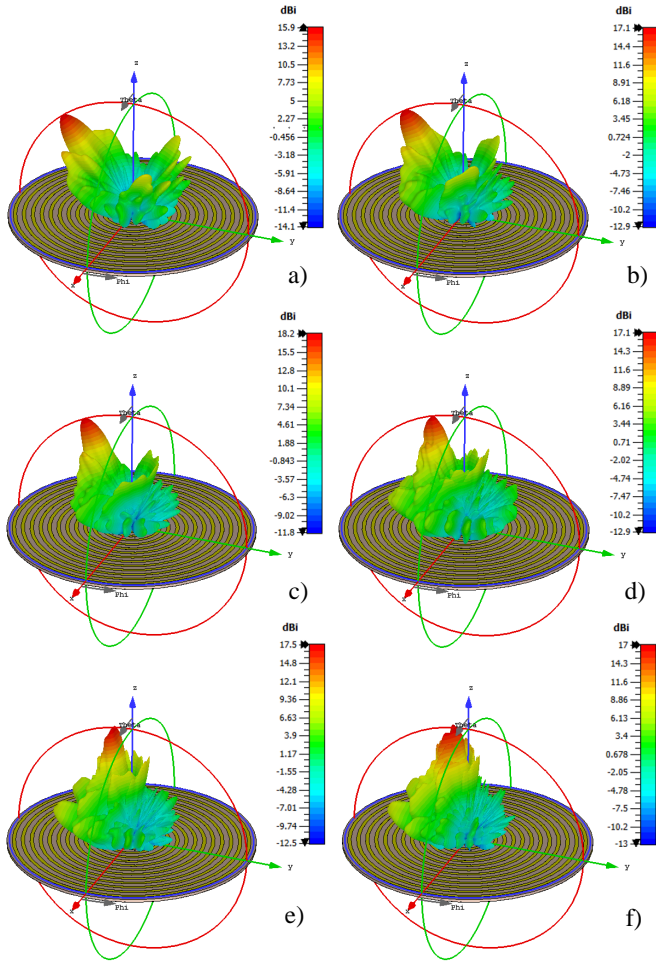 dBi
15.9
13.2
10.5
7.73
5
2.27
-0.456
-3.18
-5.91
-8.64
-11.4
-14.1
z
Theta
y
x
Phi
a)
dBi
17.1
14.4
11.6
8.91
6.18
3.45
0.724
-2
-4.73
-7.46
-10.2
-12.9
z
Theta
y
x
Phi
b)
18.2
15.5
12.8
10.1
7.34
4.61
1.88
-0.843
-3.57
-6.3
-9.02
-11.8
dBi
z
Theta
y
x
Phi
c)
dBi
17.1
14.3
11.6
8.89
6.16
3.44
0.71
-2.02
-4.74
-7.47
-10.2
-12.9
z
Theta
y
x
Phi
d)
dBi
17.5
14.8
12.1
9.36
6.63
3.9
1.17
-1.55
-4.28
-7.01
-9.74
-12.5
z
Theta
y
x
Phi
e)
dBi
17
14.3
11.6
8.86
6.13
3.4
0.678
-2.05
-4.78
-7.5
-10.2
-13
z
Theta
y
x
Phi
f)